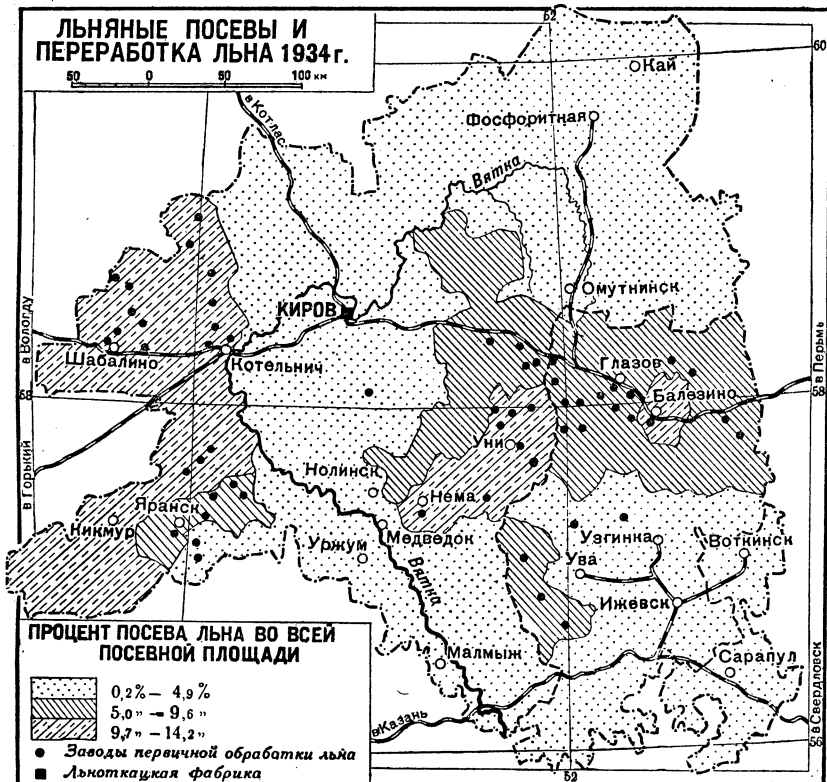 ЛЬНЯНЫЕ ПОСЕВЫ И
ПЕРЕРАБОТКА ЛЬНА 1934 г.
50 0 50 100 км
52
60
Кай
в Котлас
Фосфоритная
Вятка
Омутнинск
КИРОВ
в Вологду
Шабалино
Котельнич
Глазов
в Пермь
Балезино
58
58
в Горький
Уни
Нолинск
Нема
Яранск
Кикмур
Медведок
Уржум
Вятка
Узгинка
Ува
Воткинск
Ижевск
Малмыж
Сарапул
в Свердловск
в Казань
56
52
ПРОЦЕНТ ПОСЕВА ЛЬНА ВО ВСЕЙ
ПОСЕВНОЙ ПЛОЩАДИ
0,2% – 4,9%
5,0 " – 9,6 "
9,7 " – 14,2 "
Заводы первичной обработки льна
Льноткацкая фабрика